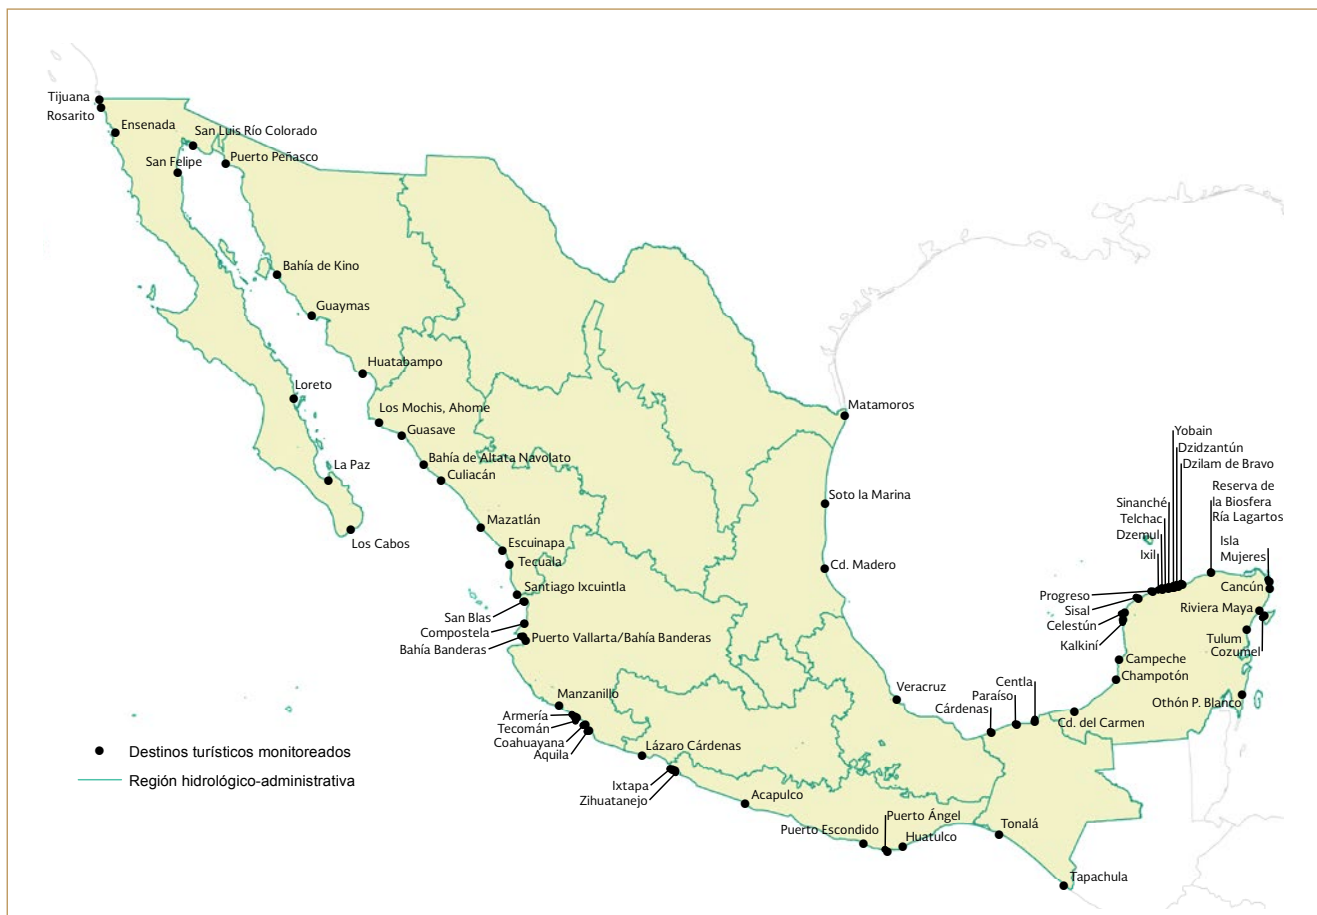 Tijuana
Rosarito
Ensenada
San Luis Río Colorado
San Felipe
Puerto Peñasco
Bahía de Kino
Guaymas
Huatabampo
Loreto
Los Mochis, Ahome
Guasave
Bahía de Altata Navolato
La Paz
Culiacán
Mazatlán
Los Cabos
Escuinapa
Tecuala
Santiago Ixcuintla
San Blas
Compostela
Puerto Vallarta/Bahía Banderas
Bahía Banderas
Manzanillo
Armería
Tecomán
Coahuayana
Aquila
Lázaro Cárdenas
Ixtapa
Zihuatanejo
Acapulco
Puerto Escondido
Puerto Ángel
Huatulco
Tonalá
Tapachula
Matamoros
Soto la Marina
Cd. Madero
Veracruz
Cárdenas
Paraíso
Centla
Cd. del Carmen
Champotón
Campeche
Kalkiní
Celestún
Sisal
Progreso
Ixil
Dzemul
Telchac
Sinanché
Yobain
Dzidzantún
Dzilam de Bravo
Reserva de
la Biosfera
Ría Lagartos
Isla
Mujeres
Cancún
Riviera Maya
Tulum
Cozumel
Othón P. Blanco
Destinos turísticos monitoreados
Región hidrológico-administrativa